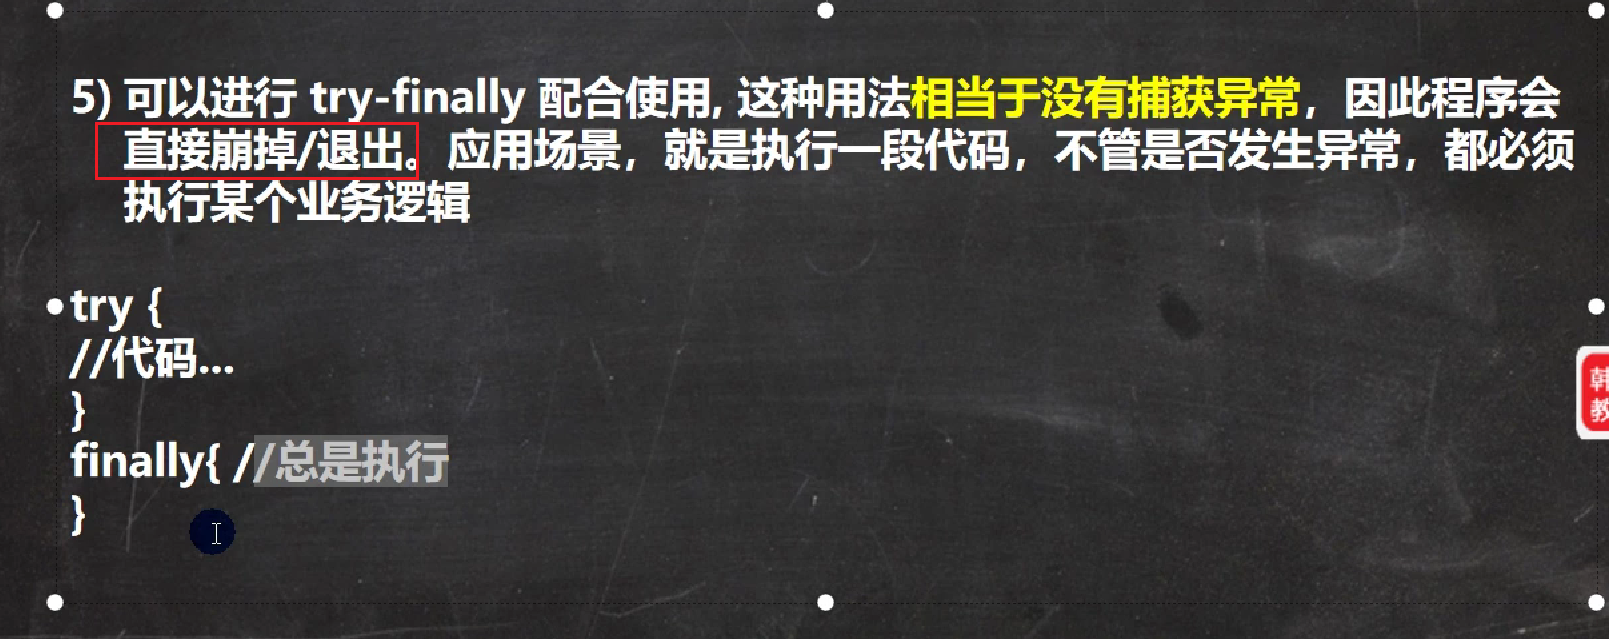 5) 可以进行 try-finally 配合使用, 这种用法相当于没有捕获异常，因此程序会
直接崩掉/退出。应用场景，就是执行一段代码，不管是否发生异常，都必须
执行某个业务逻辑
try {
//代码...
}
finally{ //总是执行
}
韩
教